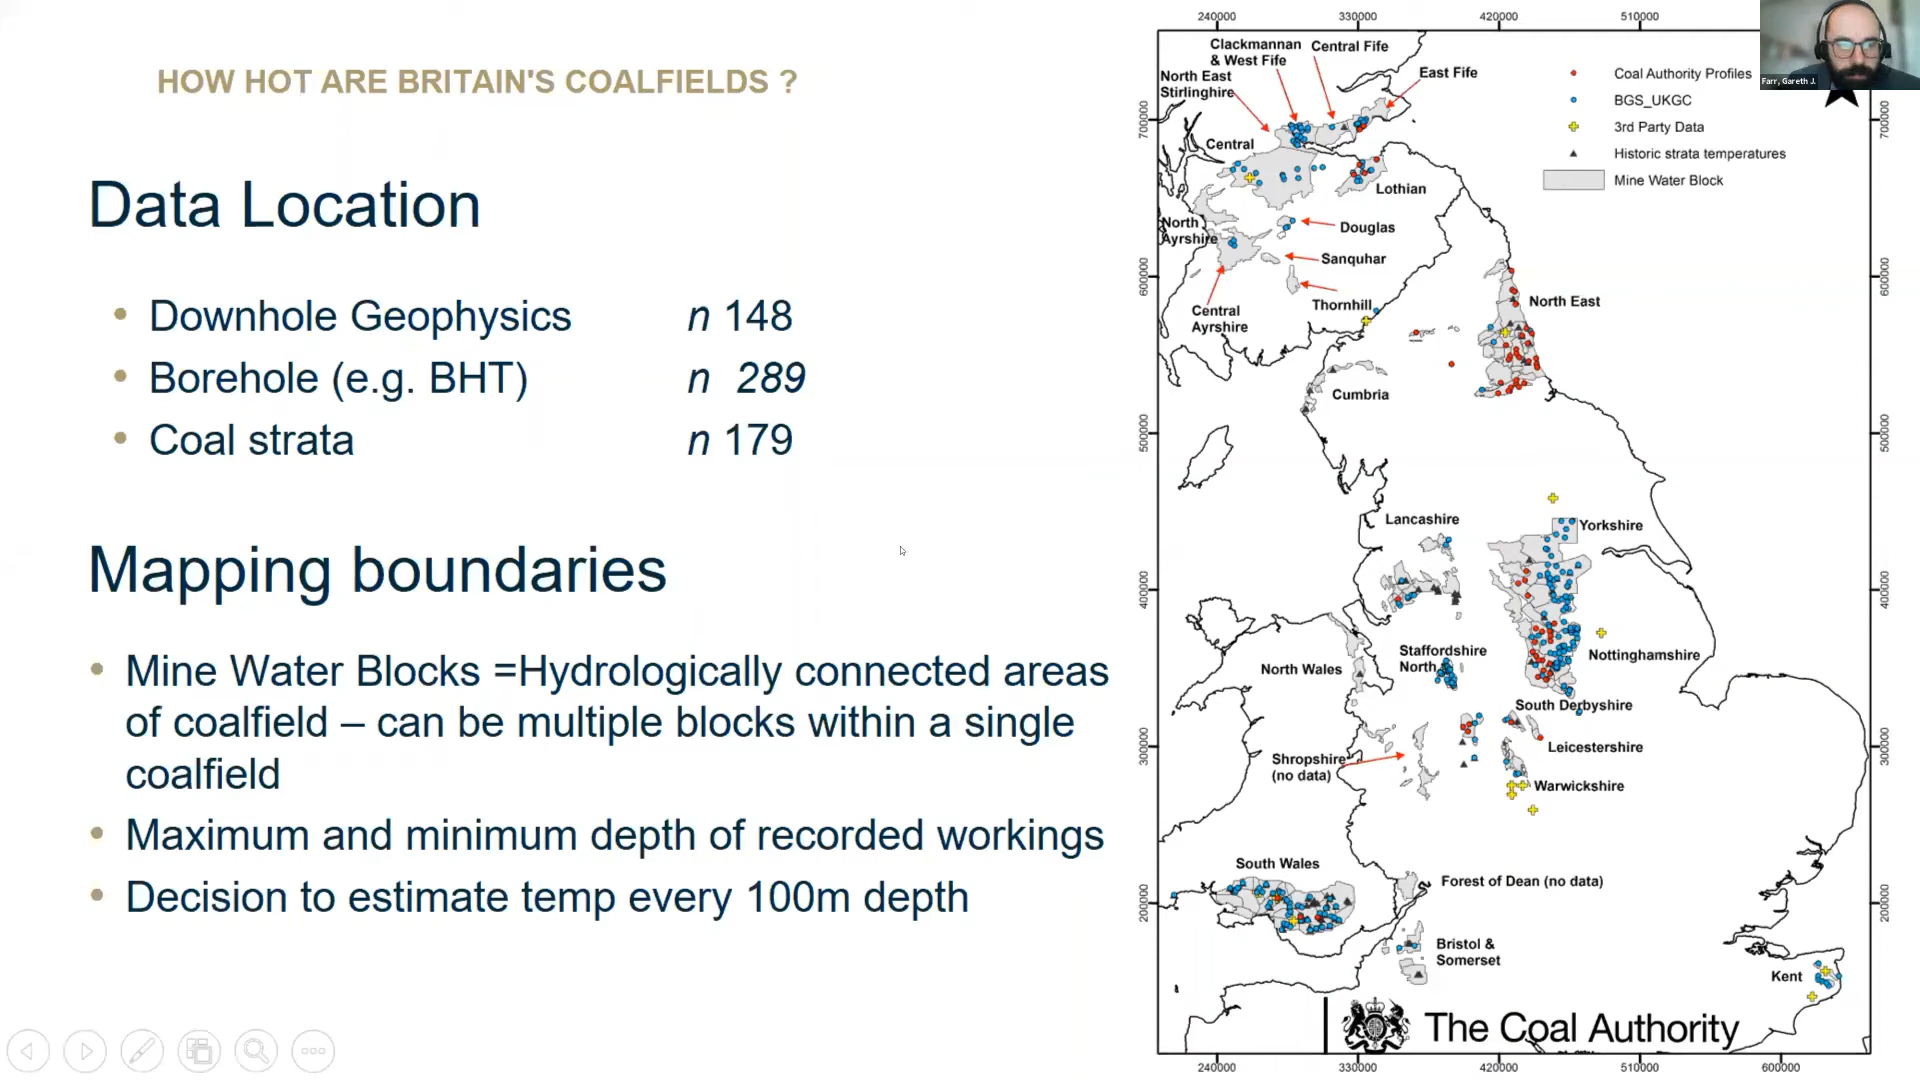 HOW HOT ARE BRITAIN'S COALFIELDS ?
Data Location
• Downhole Geophysics n 148
• Borehole (e.g. BHT) n 289
• Coal strata n 179
Mapping boundaries
• Mine Water Blocks =Hydrologically connected areas
of coalfield – can be multiple blocks within a single
coalfield
• Maximum and minimum depth of recorded workings
• Decision to estimate temp every 100m depth
240000 330000 420000 510000
Farr, Gareth J.
Coal Authority Profiles
BGS_UKGC
3rd Party Data
Historic strata temperatures
Mine Water Block
Clackmannan
& West Fife
Central Fife
East Fife
North East
Stirlinghire
Central
Lothian
North
Ayrshire
Douglas
Sanquhar
Thornhill
Central
Ayrshire
North East
Cumbria
Lancashire
Yorkshire
Staffordshire
North
North Wales
Nottinghamshire
South Derbyshire
Leicestershire
Shropshire
(no data)
Warwickshire
South Wales
Forest of Dean (no data)
Bristol &
Somerset
Kent
700000 700000
600000 600000
500000 500000
400000 400000
300000 300000
200000 200000
The Coal Authority
240000 330000 420000 510000 600000